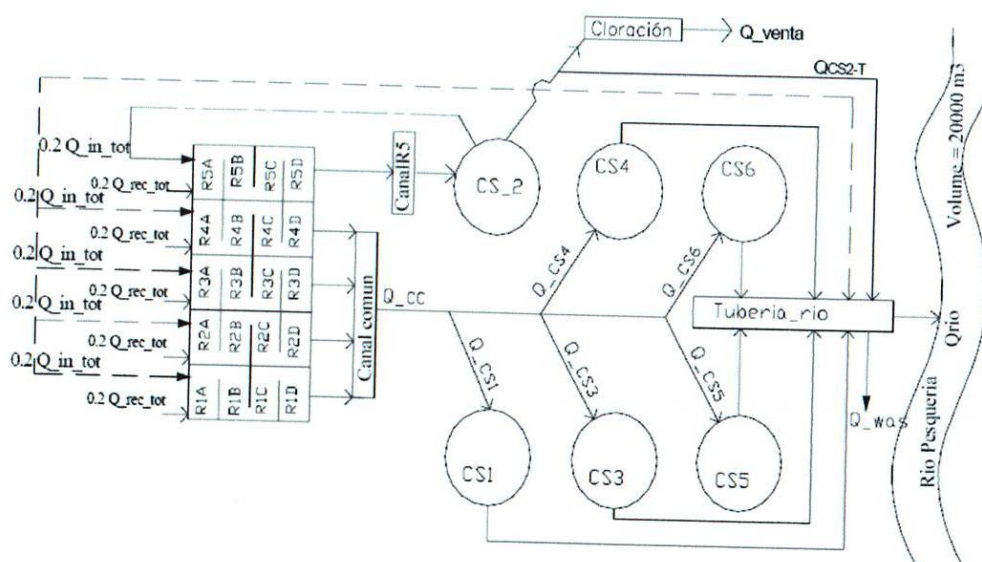 Cloración
Q_venta
QCS2-T
Volume = 20000 m3
0.2 Q_in_tot
0.2 Q_rec_tot
R5A
R5B
R5C
R5D
CanalR5
CS_2
CS4
CS6
0.2 Q_in_tot
0.2 Q_rec_tot
R4A
R4B
R4C
R4D
0.2 Q_in_tot
0.2 Q_rec_tot
R3A
R3B
R3C
R3D
0.2 Q_in_tot
0.2 Q_rec_tot
R2A
R2B
R2C
R2D
0.2 Q_in_tot
0.2 Q_rec_tot
R1A
R1B
R1C
R1D
Canal comun
Q_CC
Q_CS4
Q_CS6
Q_CS1
Q_CS3
Q_CS5
Tuberia_rio
Qrio
Q_was
Rio Pesqueria
CS1
CS3
CS5